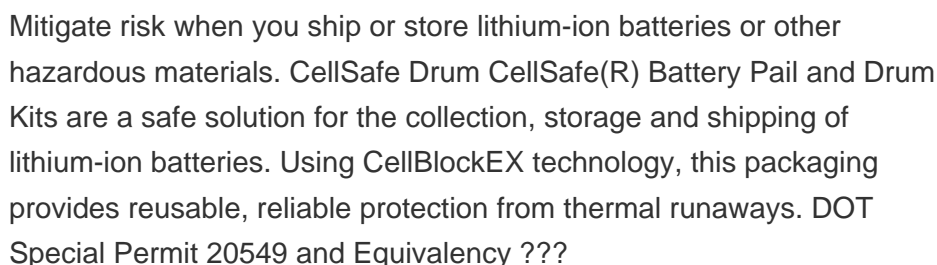 Mitigate risk when you ship or store lithium-ion batteries or other
hazardous materials. CellSafe Drum CellSafe(R) Battery Pail and Drum
Kits are a safe solution for the collection, storage and shipping of
lithium-ion batteries. Using CellBlockEX technology, this packaging
provides reusable, reliable protection from thermal runaways. DOT
Special Permit 20549 and Equivalency ???